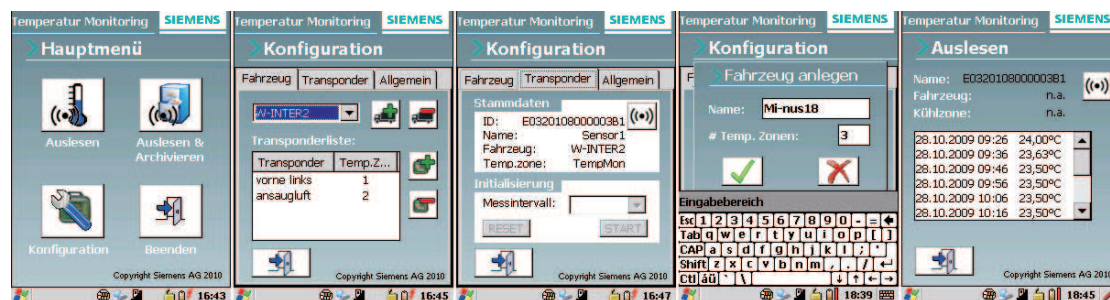 Temperatur Monitoring SIEMENS
Hauptmenü
Auslesen
Auslesen &
Archivieren
Konfiguration
Beenden
Copyright Siemens AG 2010
16:43
Temperatur Monitoring SIEMENS
Konfiguration
Fahrzeug Transponder Allgemein
W-INTER2
Transponderliste:
Transponder Temp.Z...
vorne links 1
ansaugluft 2
Copyright Siemens AG 2010
16:45
Temperatur Monitoring SIEMENS
Konfiguration
Fahrzeug Transponder Allgemein
Stammdaten
ID: E0320108000003B1
Name: Sensor1
Fahrzeug: W-INTER2
Temp.zone: TempMon
Initialisierung
Messintervall:
RESET START
Copyright Siemens AG 2010
16:47
Temperatur Monitoring SIEMENS
Konfiguration
F
Fahrzeug anlegen
Name: Mi-nus18
# Temp. Zonen: 3
Eingabebereich
Esc 1 2 3 4 5 6 7 8 9 0 - =
Tab q w e r t y u i o p [ ]
CAP a s d f g h j k l ; '
Shift z x c v b n m , . /
Ctl áü ` \
18:39
Temperatur Monitoring SIEMENS
Auslesen
Name: E0320108000003B1
Fahrzeug: n.a.
Kühlzone: n.a.
28.10.2009 09:26 24,00°C
28.10.2009 09:36 23,63°C
28.10.2009 09:46 23,50°C
28.10.2009 09:56 23,50°C
28.10.2009 10:06 23,50°C
28.10.2009 10:16 23,50°C
Copyright Siemens AG 2010
18:45